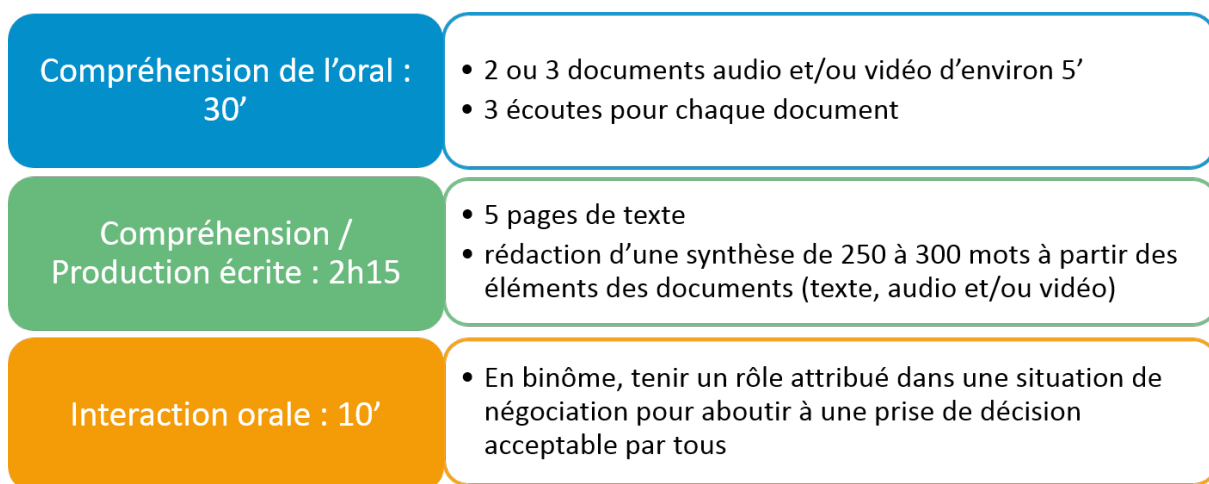 Compréhension de l’oral :
30’
• 2 ou 3 documents audio et/ou vidéo d’environ 5’
• 3 écoutes pour chaque document
Compréhension /
Production écrite : 2h15
• 5 pages de texte
• rédaction d’une synthèse de 250 à 300 mots à partir des
éléments des documents (texte, audio et/ou vidéo)
Interaction orale : 10’
• En binôme, tenir un rôle attribué dans une situation de
négociation pour aboutir à une prise de décision
acceptable par tous